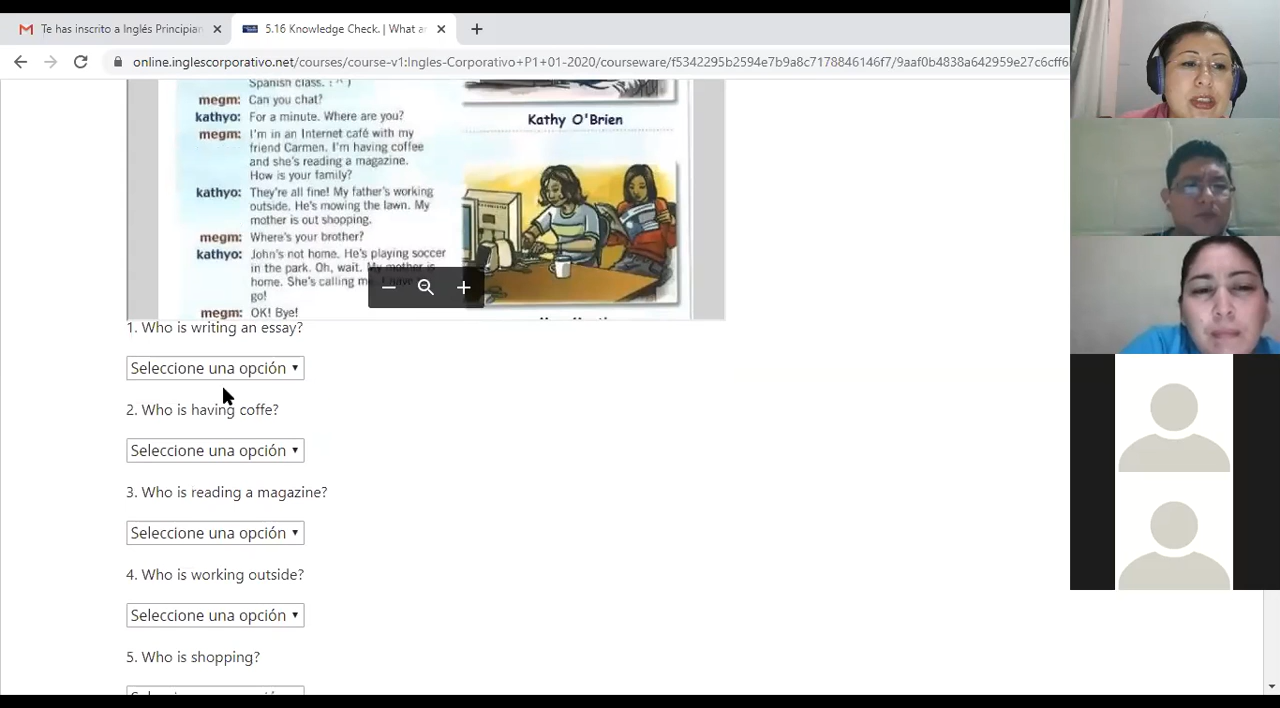 Te has inscrito a Inglés Principian
5.16 Knowledge Check. | What a
online.inglescorporativo.net/courses/course-v1:Ingles-Corporativo+P1+01-2020/courseware/f5342295b2594e7b9a8c7178846146f7/9aaf0b4838a642959e27c6cff6
Spanish class. : ^ )
megm: Can you chat?
kathyo: For a minute. Where are you?
megm: I'm in an Internet café with my
friend Carmen. I'm having coffee
and she's reading a magazine.
How is your family?
kathyo: They're all fine! My father's working
outside. He's mowing the lawn. My
mother is out shopping.
megm: Where's your brother?
kathyo: John's not home. He's playing soccer
in the park. Oh, wait. My mother is
home. She's calling me. I have
go!
megm: OK! Bye!
Kathy O'Brien
1. Who is writing an essay?
Seleccione una opción
2. Who is having coffe?
Seleccione una opción
3. Who is reading a magazine?
Seleccione una opción
4. Who is working outside?
Seleccione una opción
5. Who is shopping?